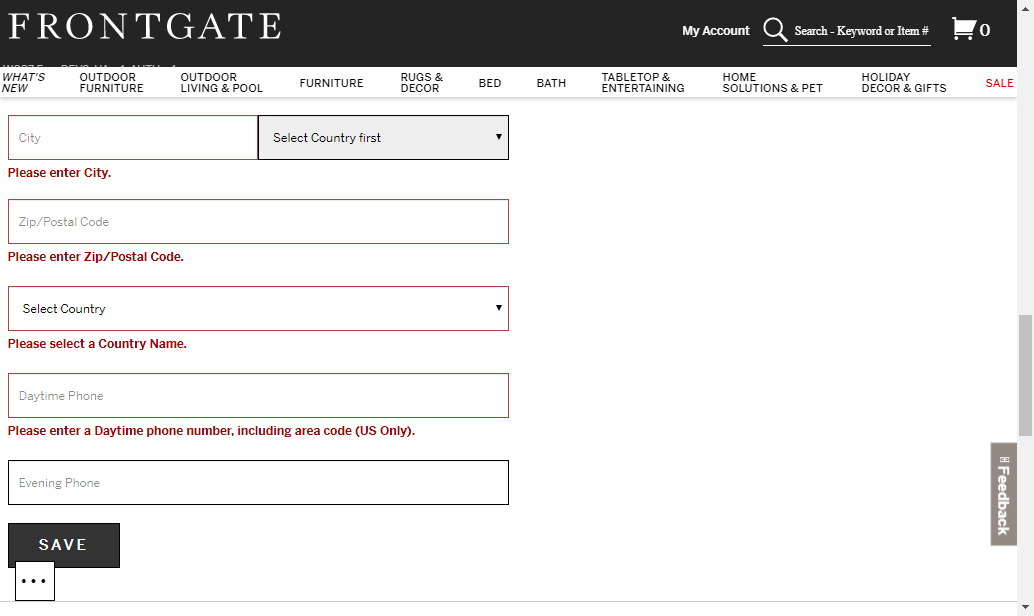 FRONTGATE
My Account
Search - Keyword or Item #
0
WHAT'S NEW
OUTDOOR FURNITURE
OUTDOOR LIVING & POOL
FURNITURE
RUGS & DECOR
BED
BATH
TABLETOP & ENTERTAINING
HOME SOLUTIONS & PET
HOLIDAY DECOR & GIFTS
SALE
City
Select Country first
Please enter City.
Zip/Postal Code
Please enter Zip/Postal Code.
Select Country
Please select a Country Name.
Daytime Phone
Please enter a Daytime phone number, including area code (US Only).
Evening Phone
SAVE
...
Feedback